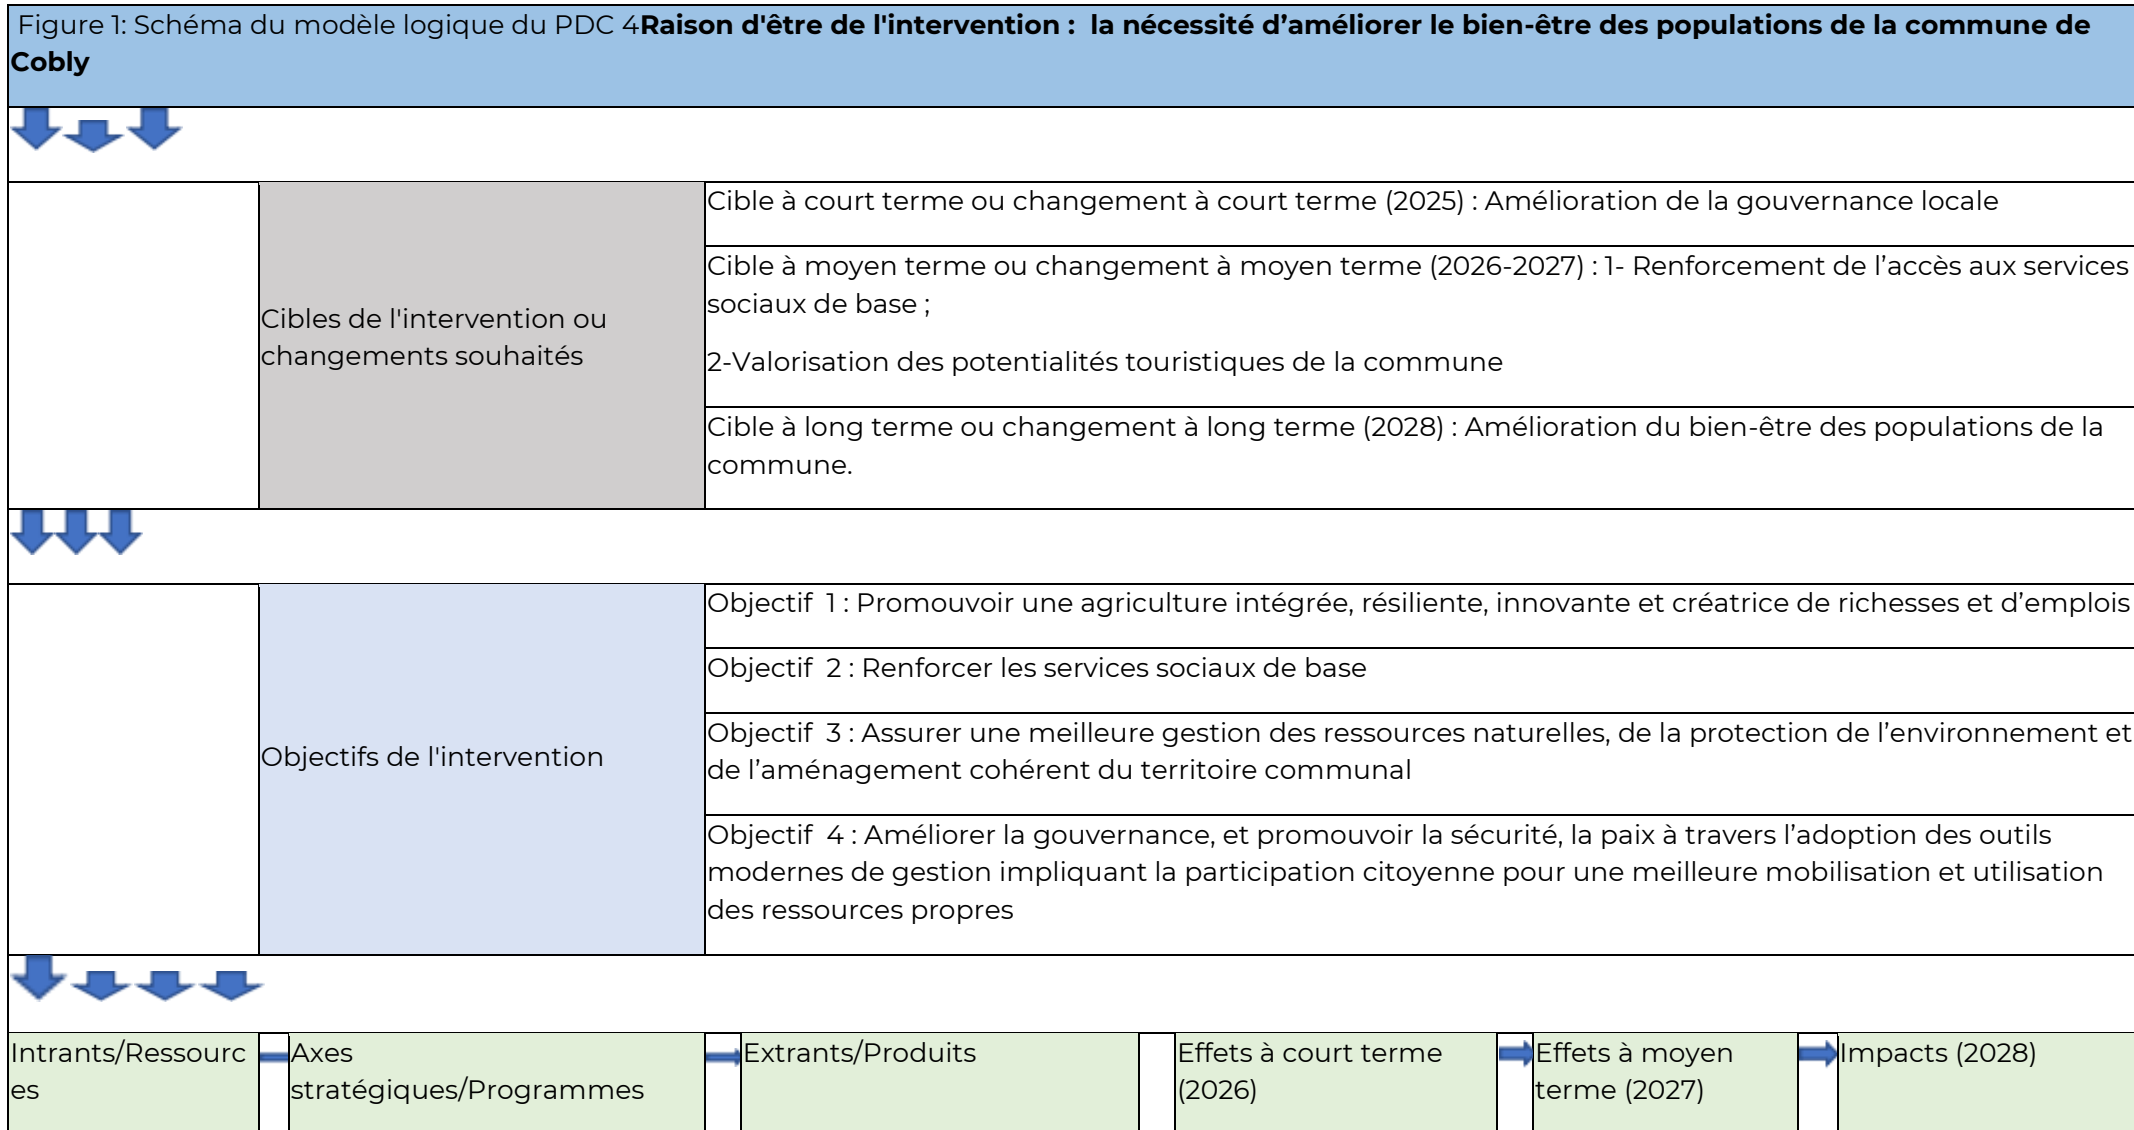 Figure 1: Schéma du modèle logique du PDC 4Raison d'être de l'intervention : la nécessité d’améliorer le bien-être des populations de la commune de
Cobly
Cibles de l'intervention ou
changements souhaités
Cible à court terme ou changement à court terme (2025) : Amélioration de la gouvernance locale
Cible à moyen terme ou changement à moyen terme (2026-2027) : 1- Renforcement de l’accès aux services
sociaux de base ;
2-Valorisation des potentialités touristiques de la commune
Cible à long terme ou changement à long terme (2028) : Amélioration du bien-être des populations de la
commune.
Objectifs de l'intervention
Objectif 1 : Promouvoir une agriculture intégrée, résiliente, innovante et créatrice de richesses et d’emplois
Objectif 2 : Renforcer les services sociaux de base
Objectif 3 : Assurer une meilleure gestion des ressources naturelles, de la protection de l’environnement et
de l’aménagement cohérent du territoire communal
Objectif 4 : Améliorer la gouvernance, et promouvoir la sécurité, la paix à travers l’adoption des outils
modernes de gestion impliquant la participation citoyenne pour une meilleure mobilisation et utilisation
des ressources propres
Intrants/Ressourc
es
Axes
stratégiques/Programmes
Extrants/Produits
Effets à court terme
(2026)
Effets à moyen
terme (2027)
Impacts (2028)